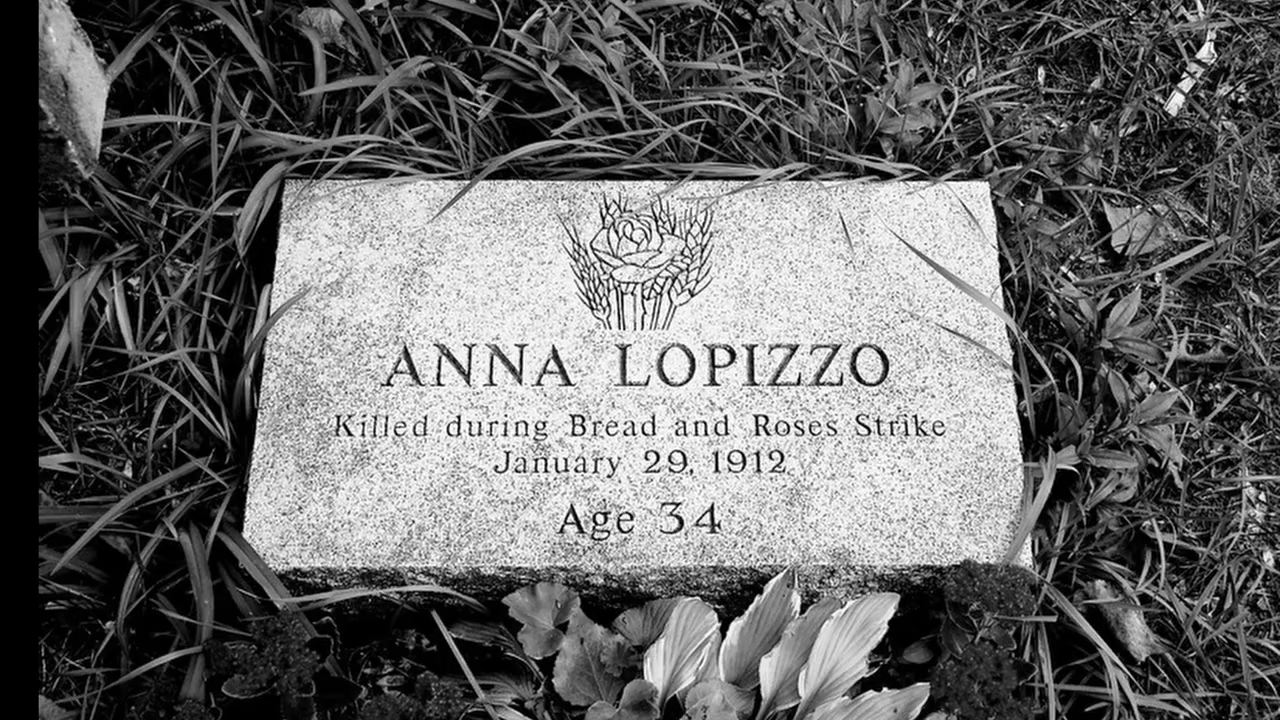 ANNA LOPIZZO
Killed during Bread and Roses Strike
January 29, 1912
Age 34